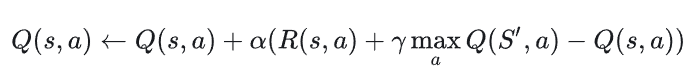 Q(s, a) ← Q(s, a) + α(R(s, a) + γ max_a Q(S′, a) − Q(s, a))